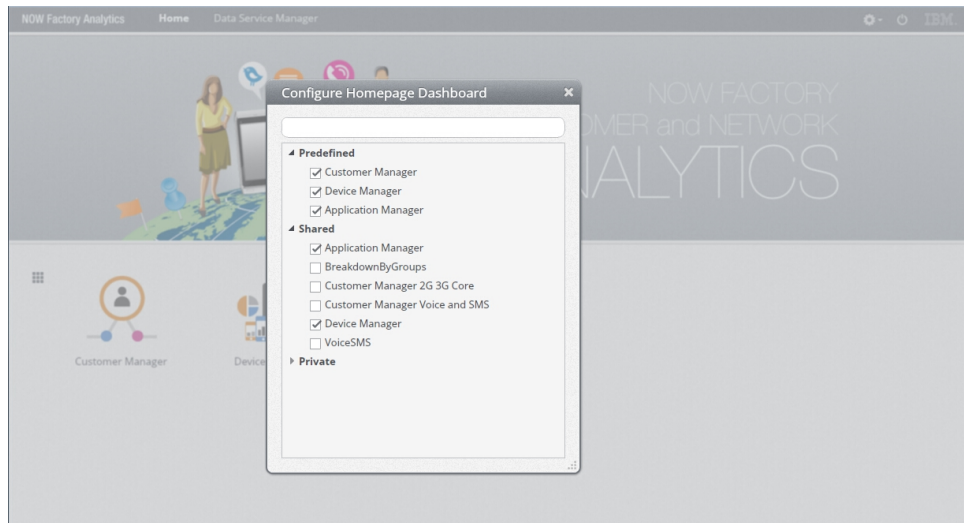 NOW Factory Analytics Home Data Service Manager IBM
Configure Homepage Dashboard
NOW FACTORY
OMER and NETWORK
ALYTICS
Predefined
Customer Manager
Device Manager
Application Manager
Shared
Application Manager
BreakdownByGroups
Customer Manager 2G 3G Core
Customer Manager Voice and SMS
Device Manager
VoiceSMS
Private
Customer Manager Device